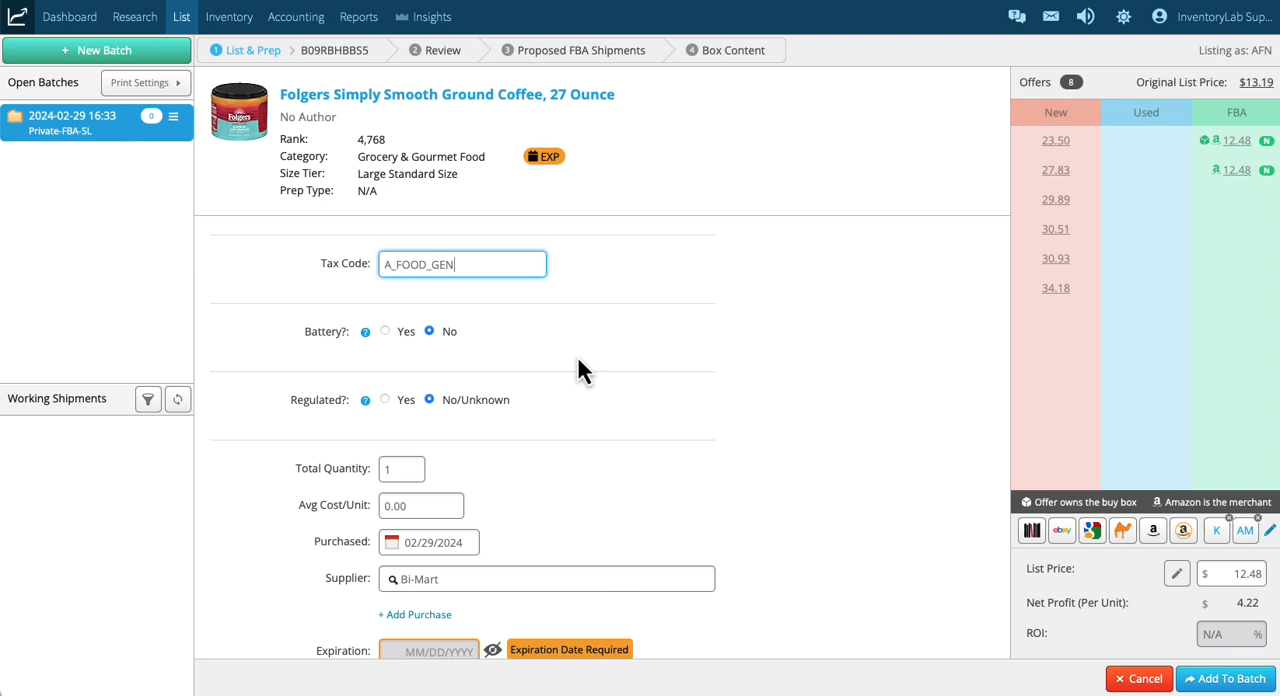 Dashboard Research List Inventory Accounting Reports Insights InventoryLab Sup...
+ New Batch
1 List & Prep > B09RBHBBS5 2 Review 3 Proposed FBA Shipments 4 Box Content Listing as: AFN
Open Batches Print Settings
2024-02-29 16:33 0
Private-FBA-SL
Working Shipments
Folgers
Folgers Simply Smooth Ground Coffee, 27 Ounce
No Author
Rank: 4,768
Category: Grocery & Gourmet Food EXP
Size Tier: Large Standard Size
Prep Type: N/A
Tax Code: A_FOOD_GEN
Battery?: ? Yes No
Regulated?: ? Yes No/Unknown
Total Quantity: 1
Avg Cost/Unit: 0.00
Purchased: 02/29/2024
Supplier: Bi-Mart
+ Add Purchase
Expiration: MM/DD/YYYY Expiration Date Required
Offers 8 Original List Price: $13.19
New Used FBA
23.50 a 12.48 N
27.83 a 12.48 N
29.89
30.51
30.93
34.18
Offer owns the buy box a Amazon is the merchant
ebay a a K AM
List Price: $ 12.48
Net Profit (Per Unit): $ 4.22
ROI: N/A %
× Cancel Add To Batch